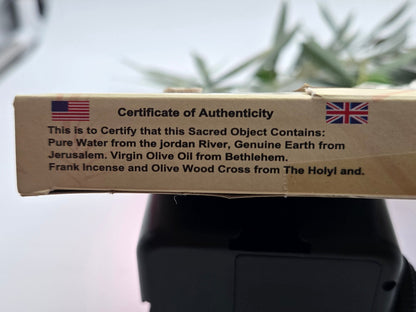 Certificate of Authenticity
This is to Certify that this Sacred Object Contains:
Pure Water from the jordan River, Genuine Earth from
Jerusalem. Virgin Olive Oil from Bethlehem.
Frank Incense and Olive Wood Cross from The Holyl and.